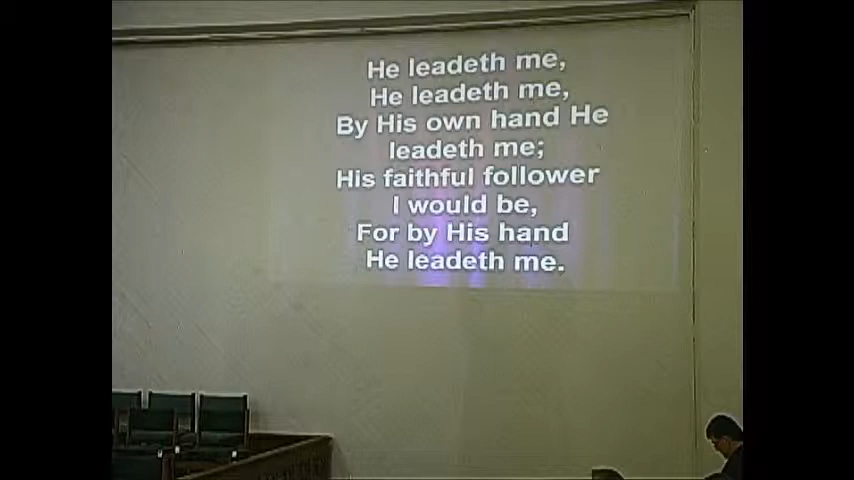 He leadeth me,
He leadeth me,
By His own hand He
leadeth me;
His faithful follower
I would be,
For by His hand
He leadeth me.